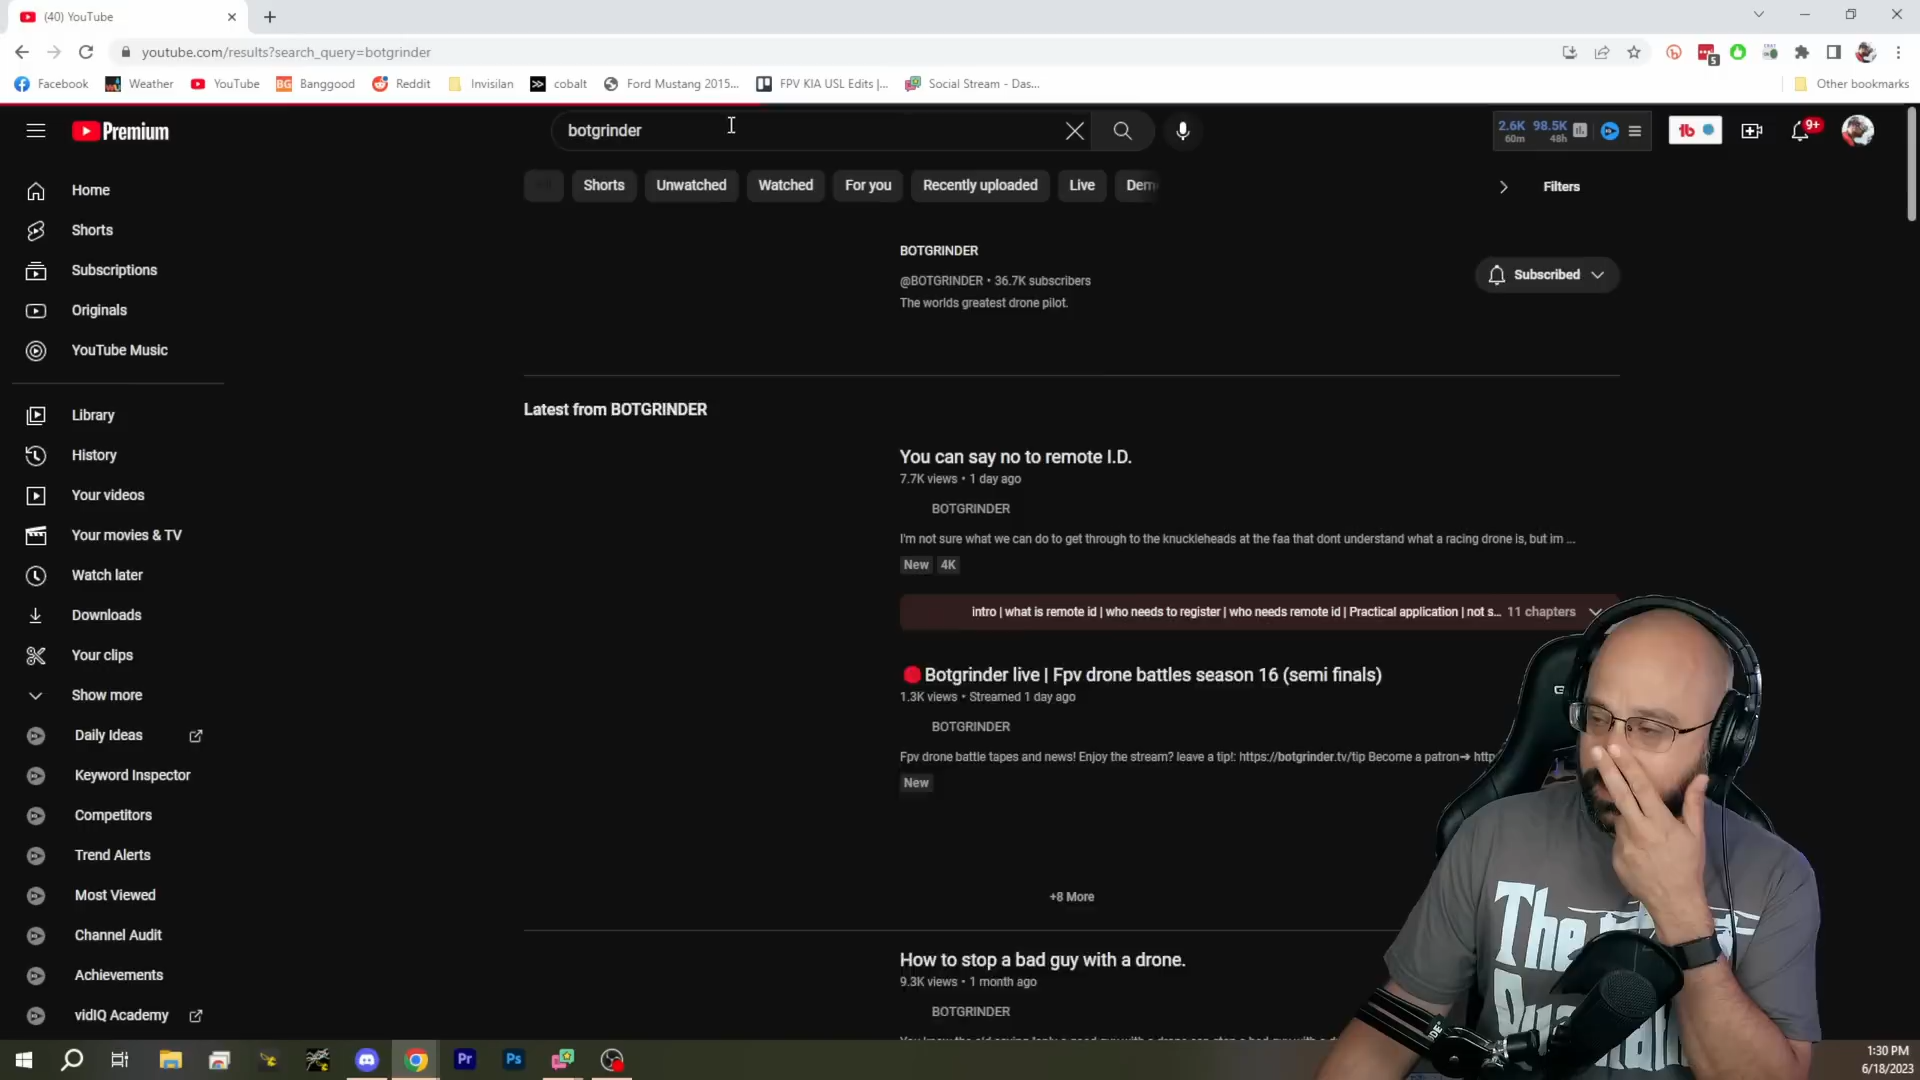 (40) YouTube
youtube.com/results?search_query=botgrinder
5
Facebook
Weather
YouTube
BG Banggood
Reddit
Invisilan
cobalt
Ford Mustang 2015...
FPV KIA USL Edits |...
Social Stream - Das...
Other bookmarks
Premium
botgrinder
2.6K 98.5K
60m 48h
9+
Home
Shorts
Subscriptions
Originals
YouTube Music
Library
History
Your videos
Your movies & TV
Watch later
Downloads
Your clips
Show more
Daily Ideas
Keyword Inspector
Competitors
Trend Alerts
Most Viewed
Channel Audit
Achievements
vidIQ Academy
Shorts
Unwatched
Watched
For you
Recently uploaded
Live
Dem
Filters
BOTGRINDER
@BOTGRINDER • 36.7K subscribers
The worlds greatest drone pilot.
Subscribed
Latest from BOTGRINDER
You can say no to remote I.D.
7.7K views • 1 day ago
BOTGRINDER
I'm not sure what we can do to get through to the knuckleheads at the faa that dont understand what a racing drone is, but im ...
New 4K
intro | what is remote id | who needs to register | who needs remote id | Practical application | not s... 11 chapters
Botgrinder live | Fpv drone battles season 16 (semi finals)
1.3K views • Streamed 1 day ago
BOTGRINDER
Fpv drone battle tapes and news! Enjoy the stream? leave a tip!: https://botgrinder.tv/tip Become a patron➔ http
New
+8 More
How to stop a bad guy with a drone.
9.3K views • 1 month ago
BOTGRINDER
The
Pr
Ps
1:30 PM
6/18/2023